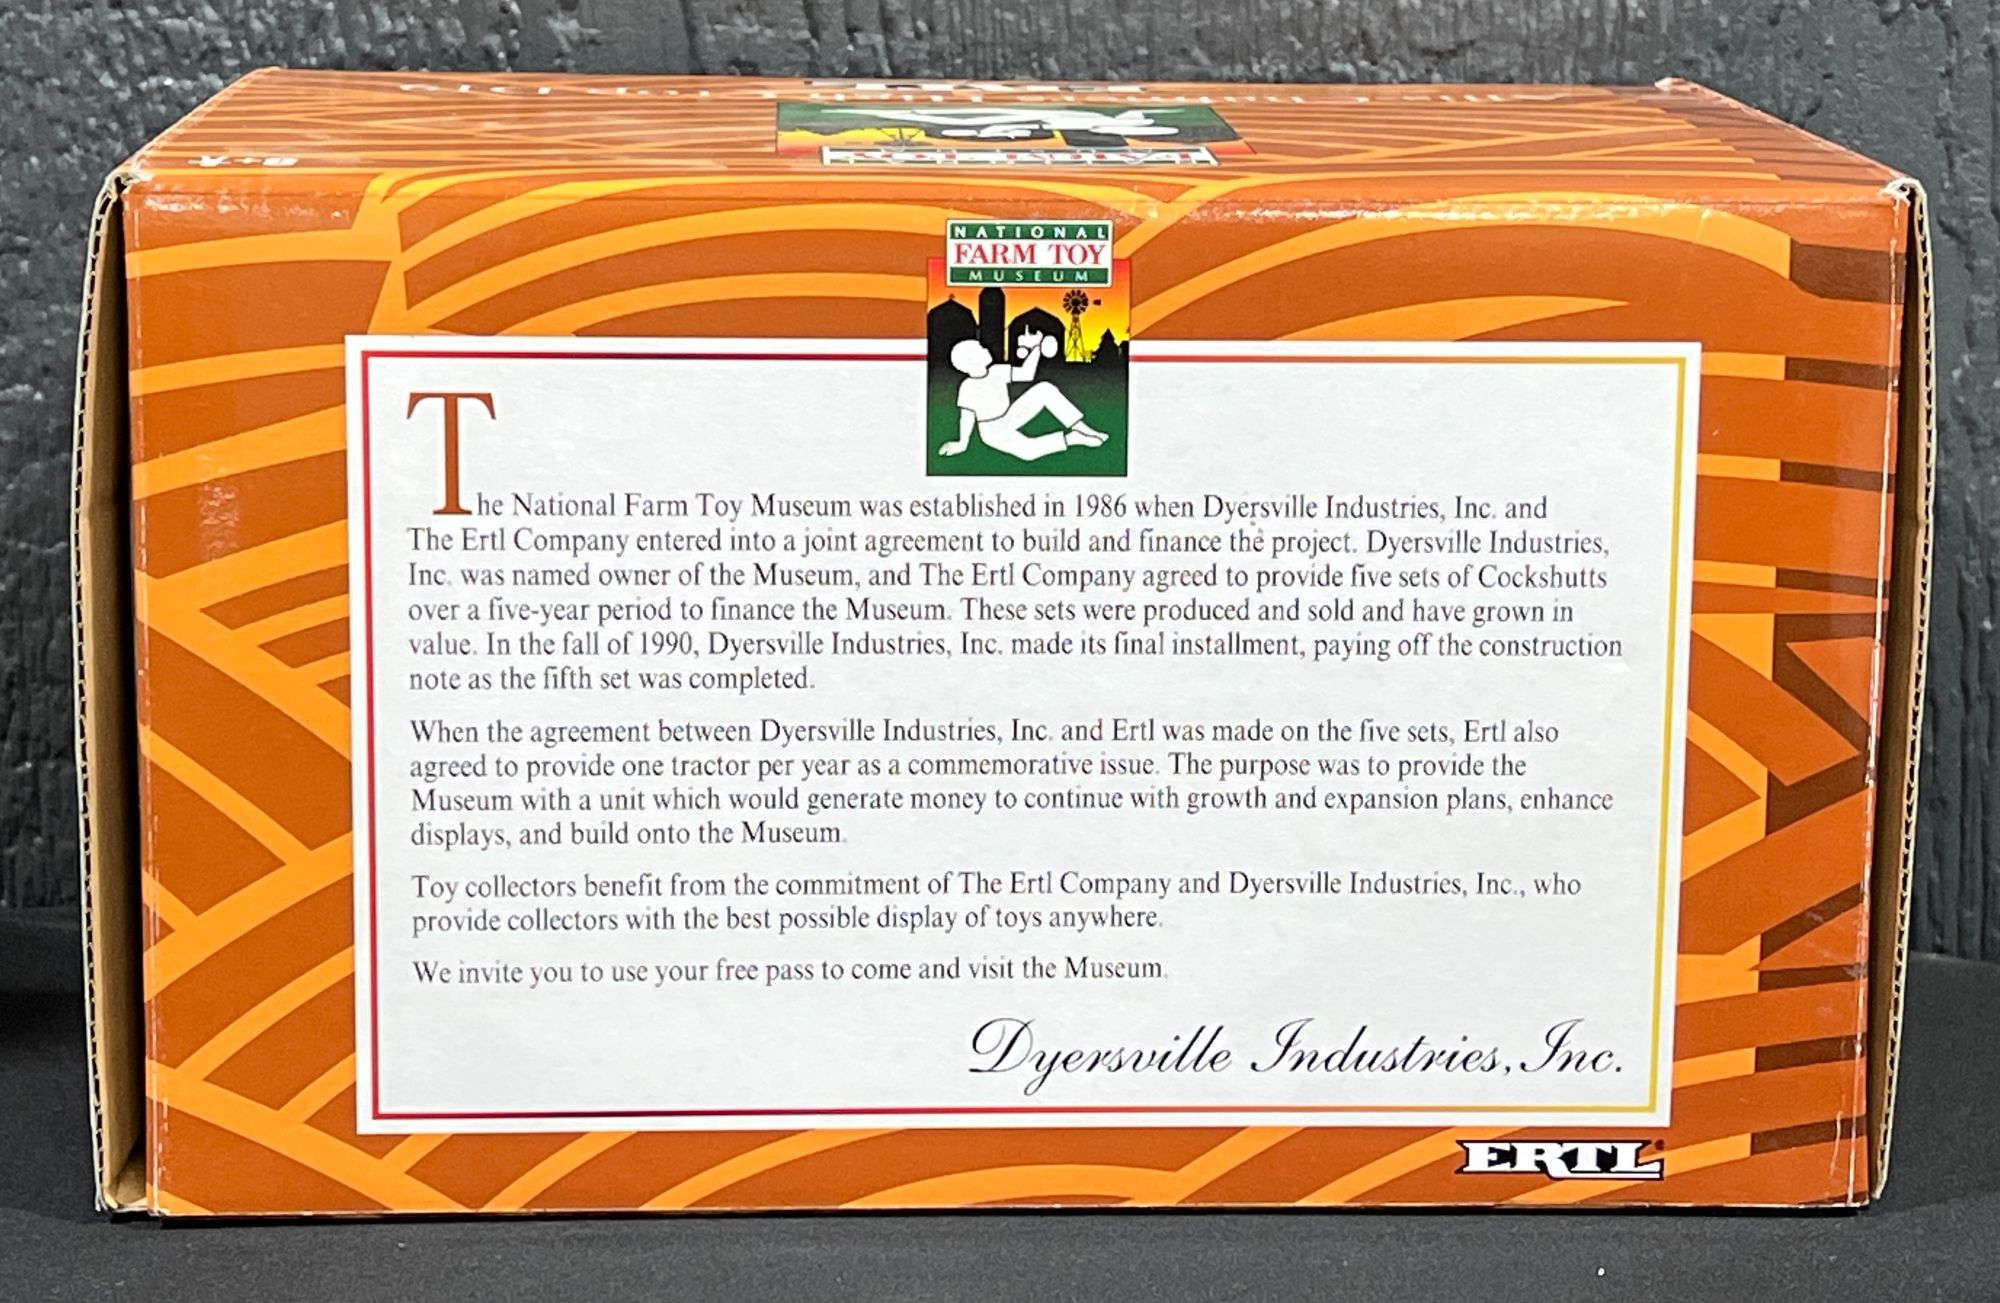 NATIONAL
FARM TOY
MUSEUM
The National Farm Toy Museum was established in 1986 when Dyersville Industries, Inc. and
The Ertl Company entered into a joint agreement to build and finance the project. Dyersville Industries,
Inc. was named owner of the Museum, and The Ertl Company agreed to provide five sets of Cockshutts
over a five-year period to finance the Museum. These sets were produced and sold and have grown in
value. In the fall of 1990, Dyersville Industries, Inc. made its final installment, paying off the construction
note as the fifth set was completed.
When the agreement between Dyersville Industries, Inc. and Ertl was made on the five sets, Ertl also
agreed to provide one tractor per year as a commemorative issue. The purpose was to provide the
Museum with a unit which would generate money to continue with growth and expansion plans, enhance
displays, and build onto the Museum.
Toy collectors benefit from the commitment of The Ertl Company and Dyersville Industries, Inc., who
provide collectors with the best possible display of toys anywhere.
We invite you to use your free pass to come and visit the Museum.
Dyersville Industries, Inc.
ERTL®